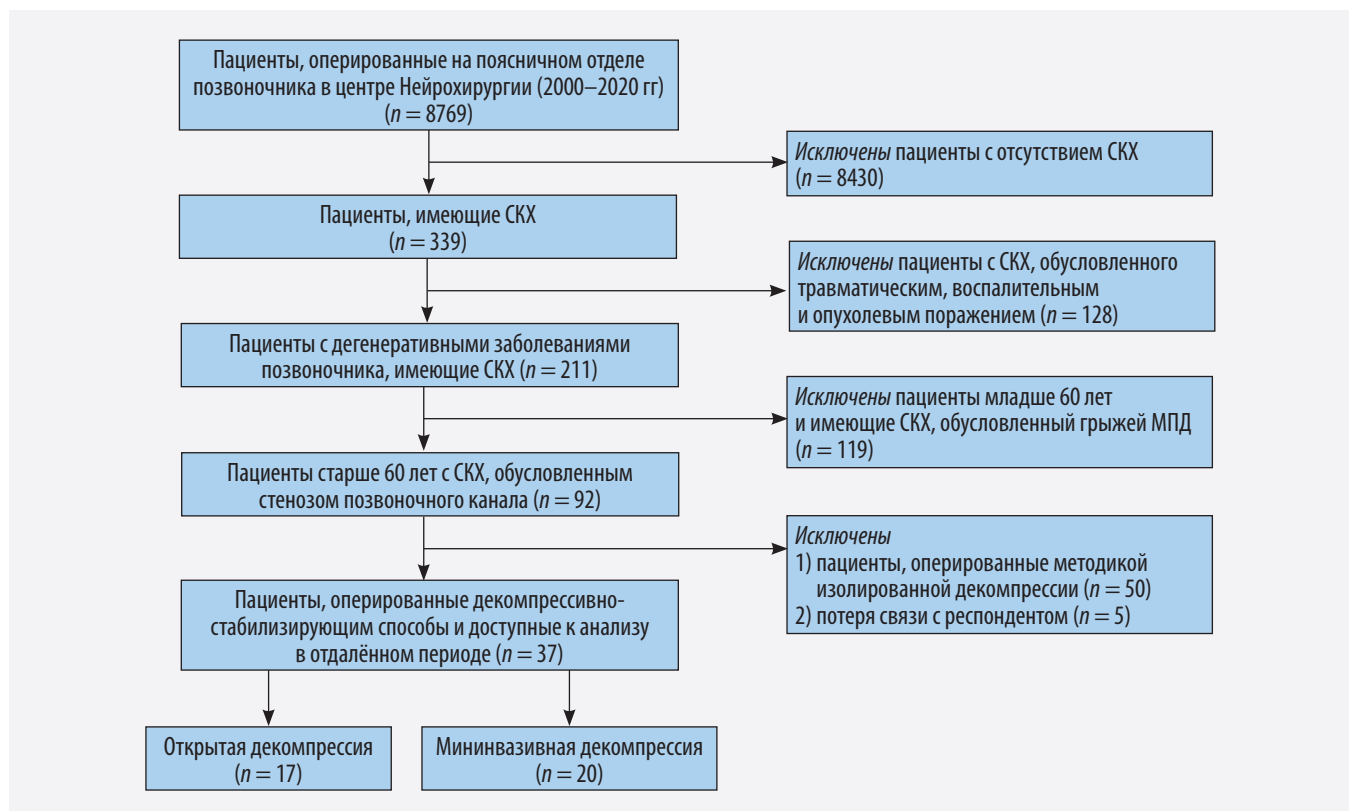 Пациенты, оперированные на поясничном отделе
позвоночника в центре Нейрохирургии (2000–2020 гг)
(n = 8769)
Исключены пациенты с отсутствием СКХ
(n = 8430)
Пациенты, имеющие СКХ
(n = 339)
Исключены пациенты с СКХ, обусловленного
травматическим, воспалительным
и опухолевым поражением (n = 128)
Пациенты с дегенеративными заболеваниями
позвоночника, имеющие СКХ (n = 211)
Исключены пациенты младше 60 лет
и имеющие СКХ, обусловленный грыжей МПД
(n = 119)
Пациенты старше 60 лет с СКХ, обусловленным
стенозом позвоночного канала (n = 92)
Исключены
1) пациенты, оперированные методикой
изолированной декомпрессии (n = 50)
2) потеря связи с респондентом (n = 5)
Пациенты, оперированные декомпрессивно-
стабилизирующим способы и доступные к анализу
в отдалённом периоде (n = 37)
Открытая декомпрессия
(n = 17)
Мининвазивная декомпрессия
(n = 20)